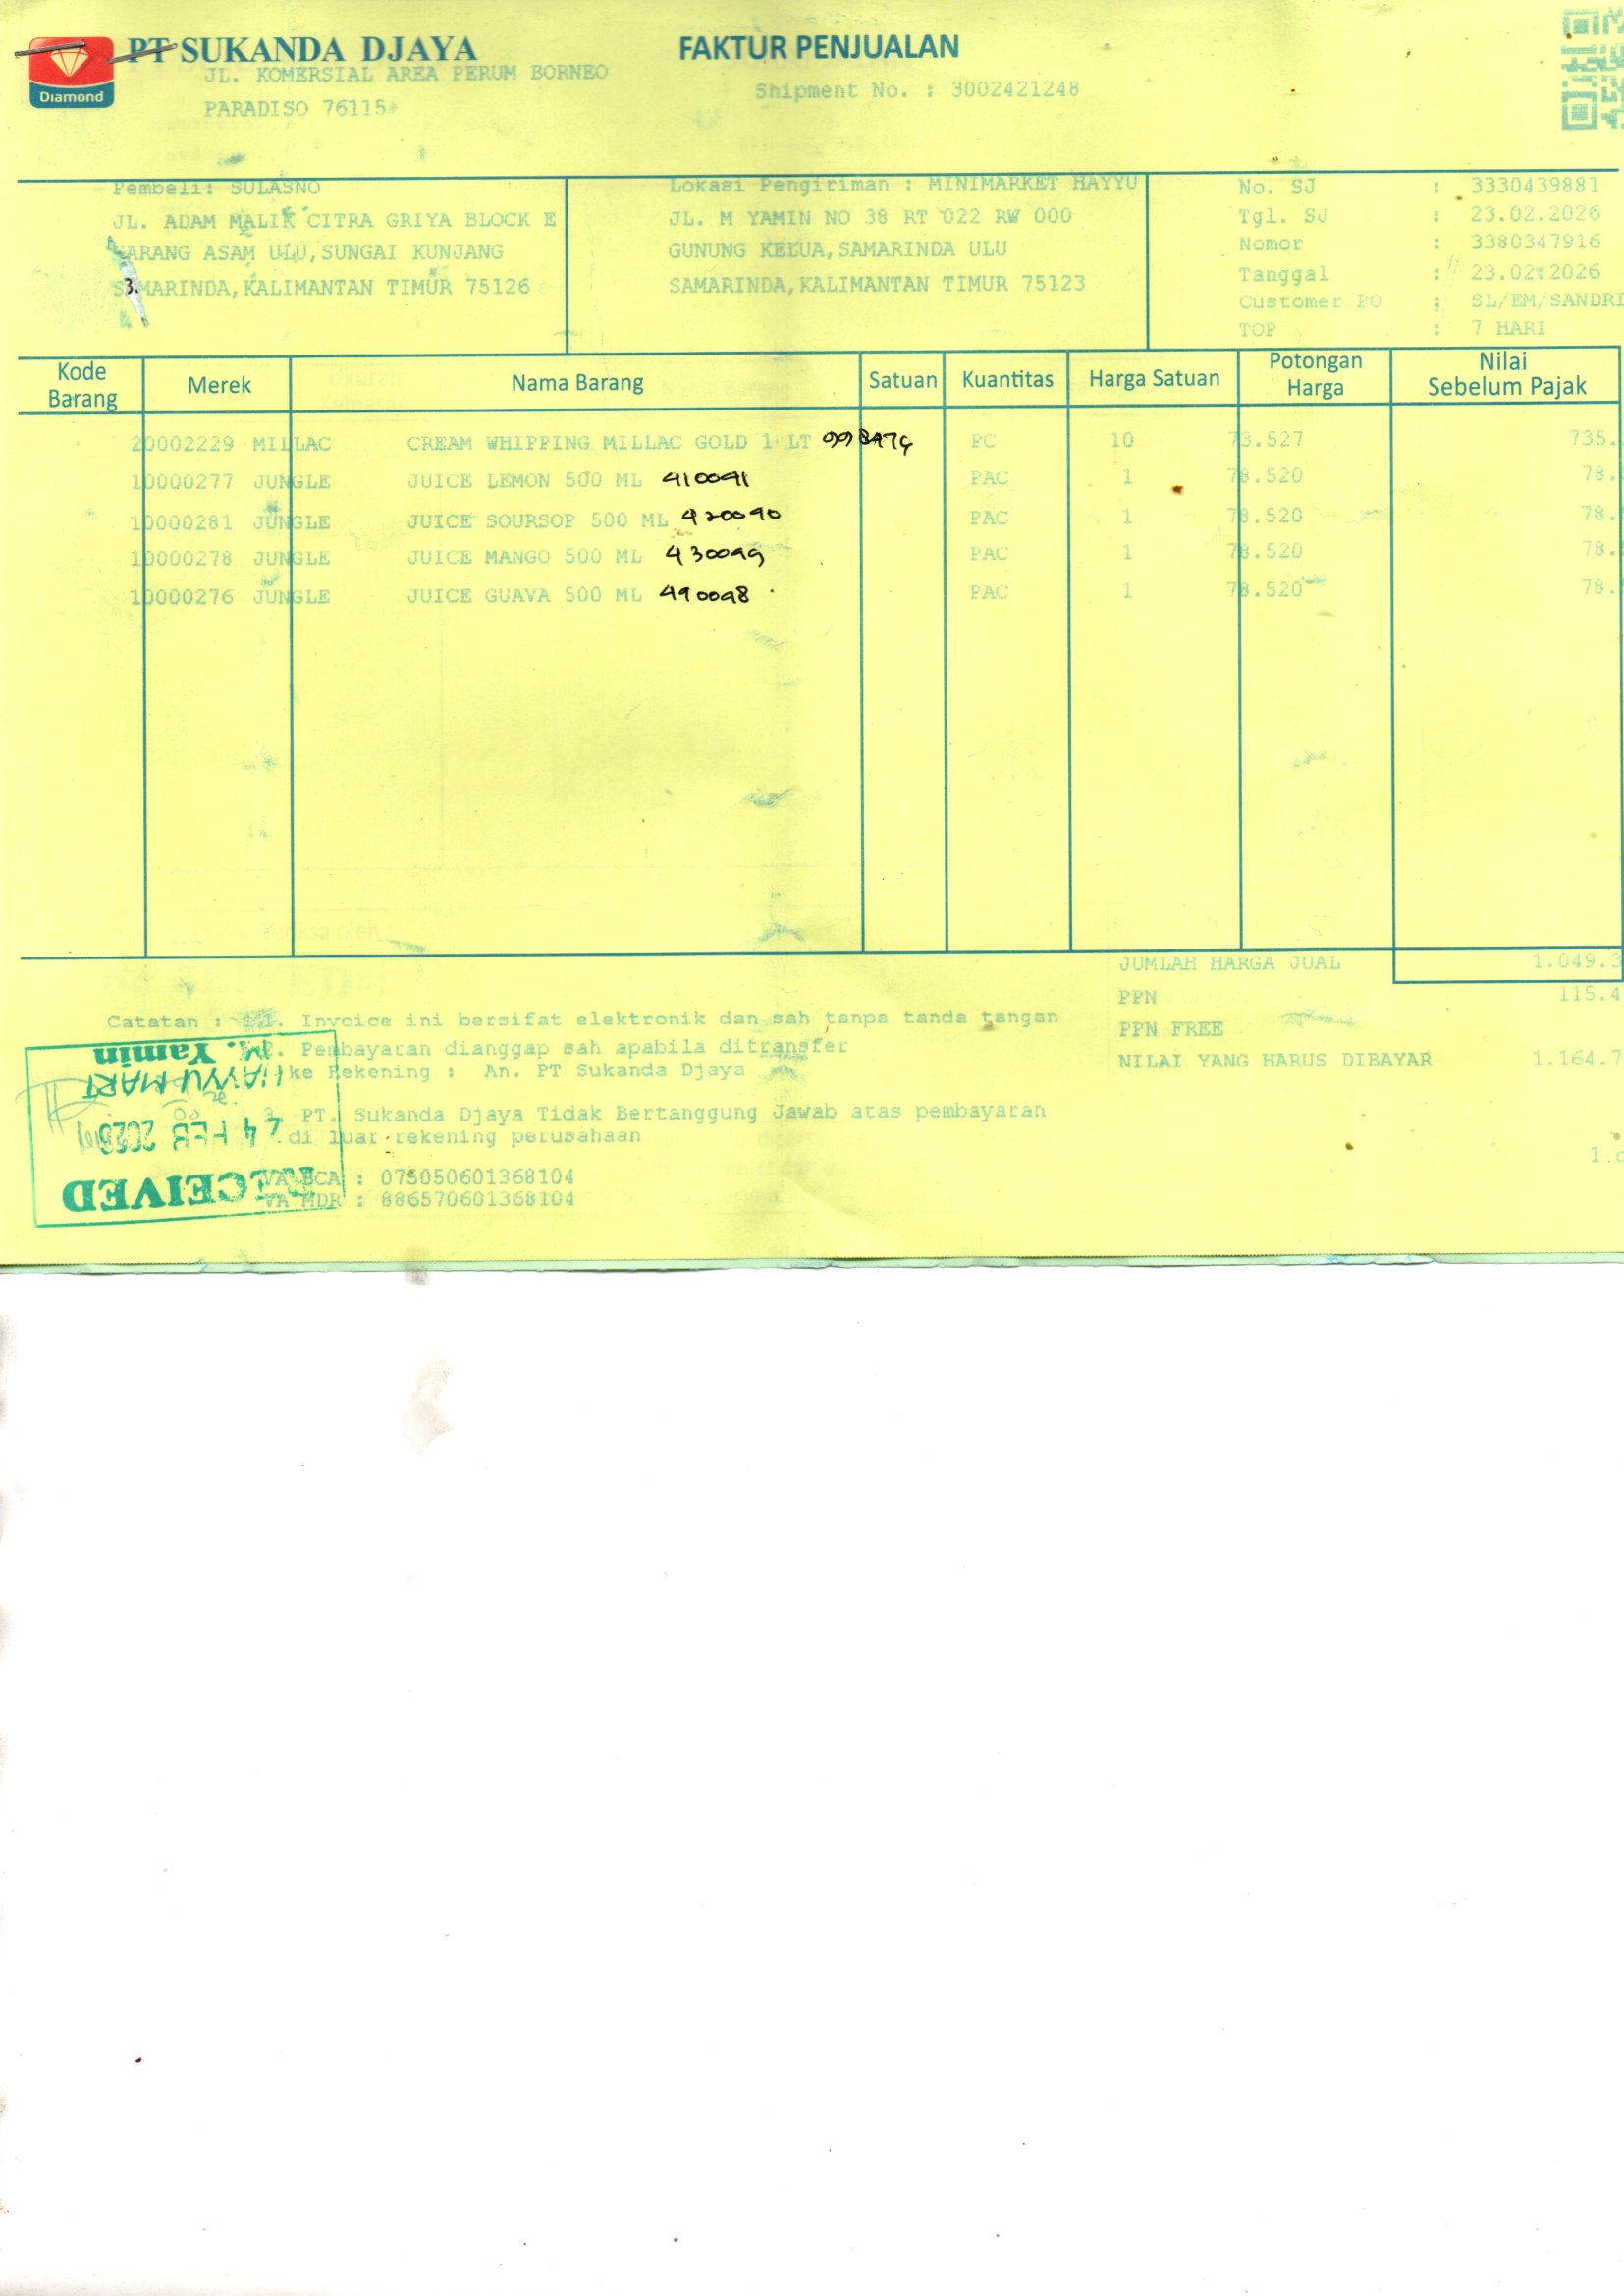 PT SUKANDA DJAYA
FAKTUR PENJUALAN
Diamond
JL. KOMERSIAL AREA PERUM BORNEO
PARADISO 76115
Shipment No. : 3002421248
Pembeli: SULASNO
JL. ADAM MALIK CITRA GRIYA BLOCK E
KARANG ASAM ULU,SUNGAI KUNJANG
SAMARINDA,KALIMANTAN TIMUR 75126
Lokasi Pengiriman : MINIMARKET HAYYU
JL. M YAMIN NO 38 RT 022 RW 000
GUNUNG KELUA,SAMARINDA ULU
SAMARINDA,KALIMANTAN TIMUR 75123
No. SJ : 3330439881
Tgl. SJ : 23.02.2026
Nomor : 3380347916
Tanggal : 23.02.2026
Customer PO : SL/EM/SANDRI
TOP : 7 HARI
Kode Barang Merek Nama Barang Satuan Kuantitas Harga Satuan Potongan Harga Nilai Sebelum Pajak
20002229 MILLAC CREAM WHIPPING MILLAC GOLD 1 LT PC 10 73.527 735.
10000277 JUNGLE JUICE LEMON 500 ML 410091 PAC 1 78.520 78.
10000281 JUNGLE JUICE SOURSOP 500 ML 420090 PAC 1 78.520 78.
10000278 JUNGLE JUICE MANGO 500 ML 430099 PAC 1 78.520 78.
10000276 JUNGLE JUICE GUAVA 500 ML 490098 PAC 1 78.520 78.
JUMLAH HARGA JUAL 1.049.3
PPN 115.4
PPN FREE
NILAI YANG HARUS DIBAYAR 1.164.7
Catatan : 1. Invoice ini bersifat elektronik dan sah tanpa tanda tangan
2. Pembayaran dianggap sah apabila ditransfer
ke Rekening : An. PT Sukanda Djaya
3. PT. Sukanda Djaya Tidak Bertanggung Jawab atas pembayaran
di luar rekening perusahaan
VA BCA : 075050601368104
VA MDR : 886570601368104
RECEIVED
FEB
HAYYU MART
M. Yamin